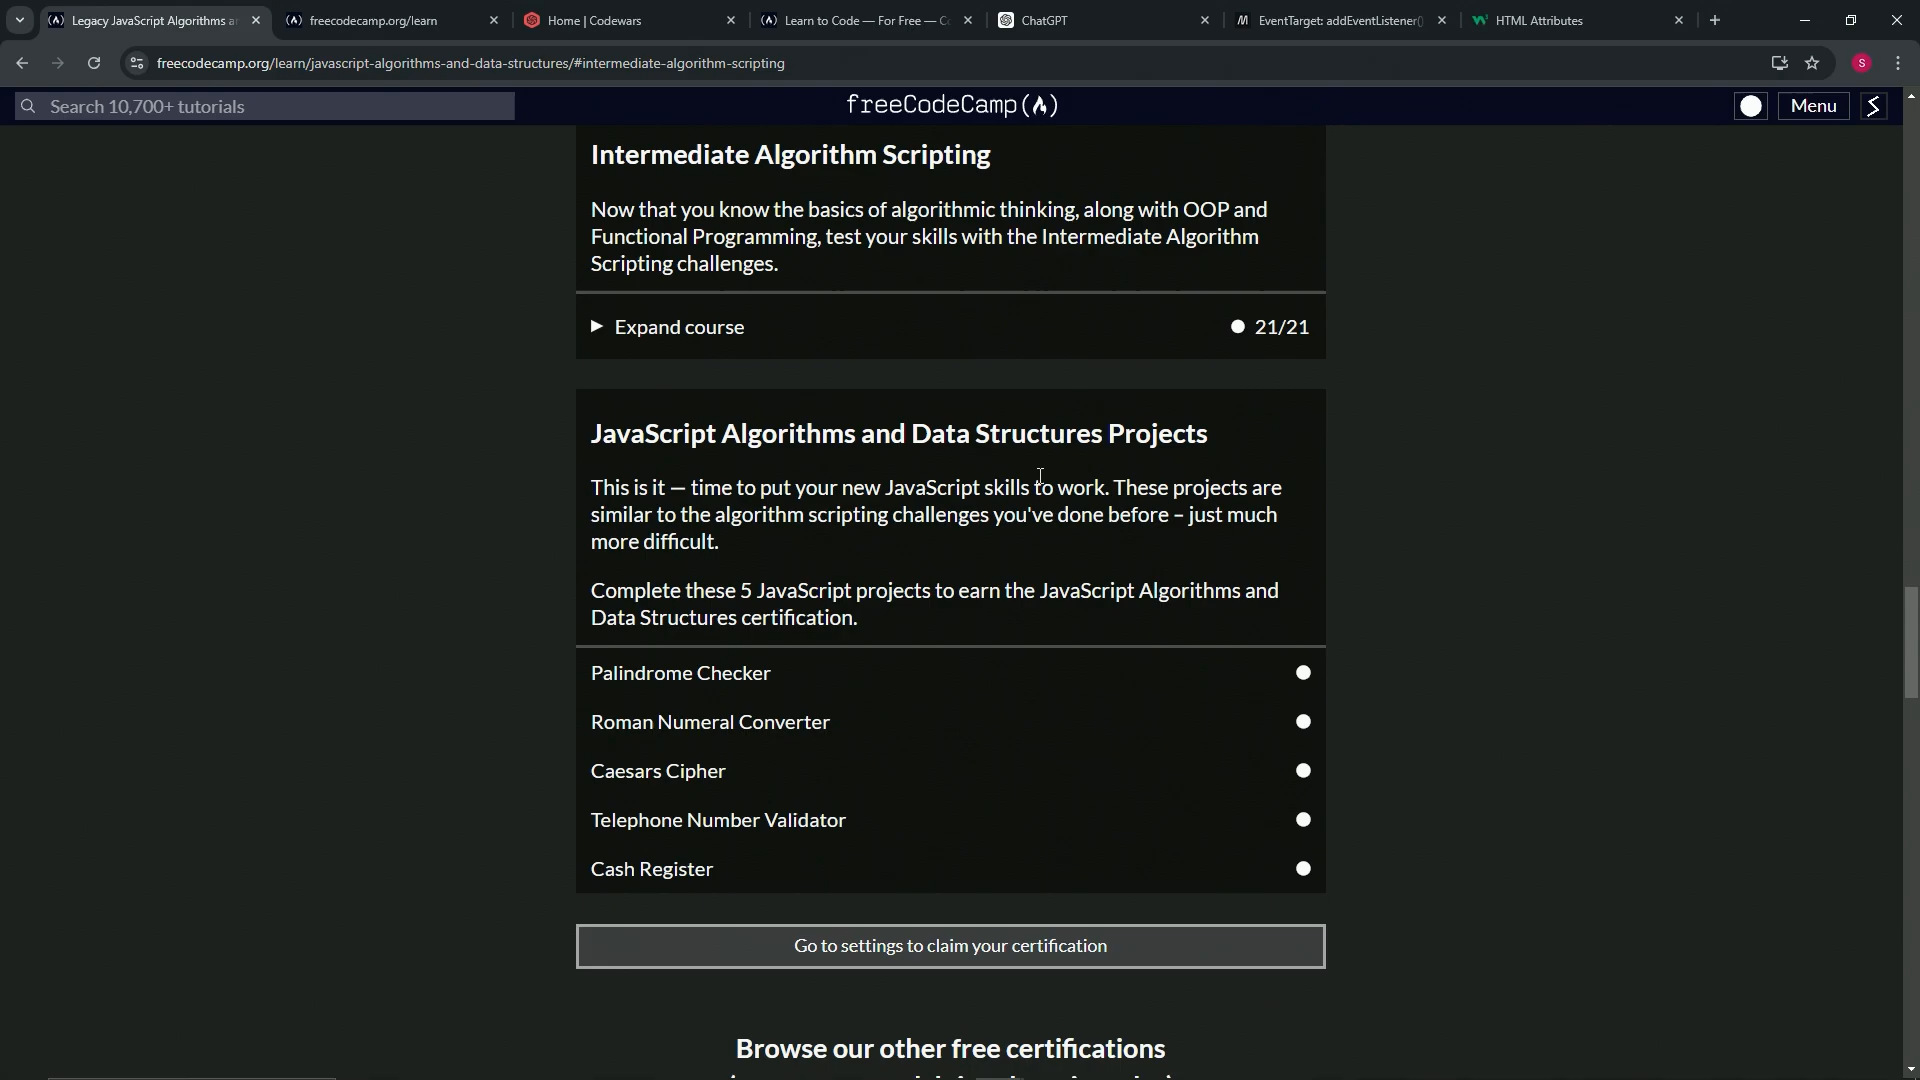 Legacy JavaScript Algorithms a
freecodecamp.org/learn
Home | Codewars
Learn to Code — For Free — C
ChatGPT
EventTarget: addEventListener()
HTML Attributes
freecodecamp.org/learn/javascript-algorithms-and-data-structures/#intermediate-algorithm-scripting
S
Search 10,700+ tutorials
freeCodeCamp
Menu
Intermediate Algorithm Scripting
Now that you know the basics of algorithmic thinking, along with OOP and
Functional Programming, test your skills with the Intermediate Algorithm
Scripting challenges.
Expand course
21/21
JavaScript Algorithms and Data Structures Projects
This is it — time to put your new JavaScript skills to work. These projects are
similar to the algorithm scripting challenges you've done before – just much
more difficult.
Complete these 5 JavaScript projects to earn the JavaScript Algorithms and
Data Structures certification.
Palindrome Checker
Roman Numeral Converter
Caesars Cipher
Telephone Number Validator
Cash Register
Go to settings to claim your certification
Browse our other free certifications